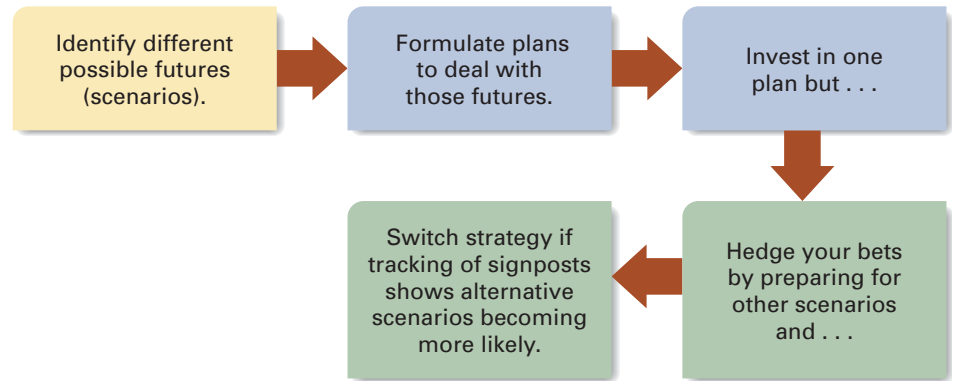 Identify different
possible futures
(scenarios).
Formulate plans
to deal with
those futures.
Invest in one
plan but . . .
Hedge your bets
by preparing for
other scenarios
and . . .
Switch strategy if
tracking of signposts
shows alternative
scenarios becoming
more likely.